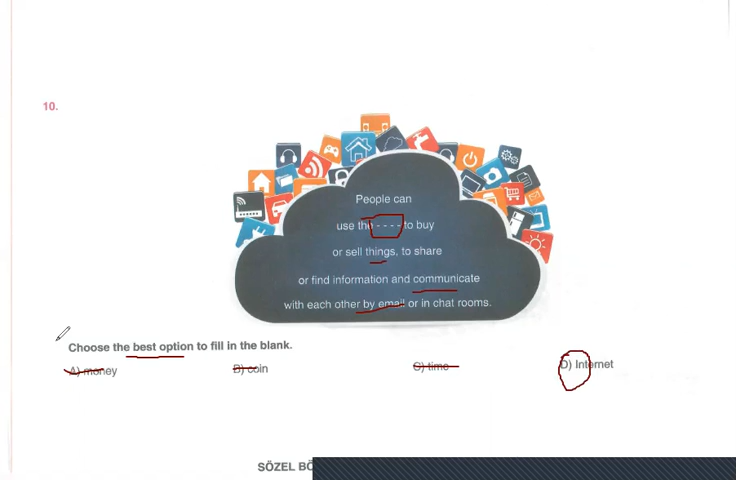 10.
People can
use the - - - - to buy
or sell things, to share
or find information and communicate
with each other by email or in chat rooms.
Choose the best option to fill in the blank.
A) money B) coin C) time D) Internet
SÖZEL BÖ